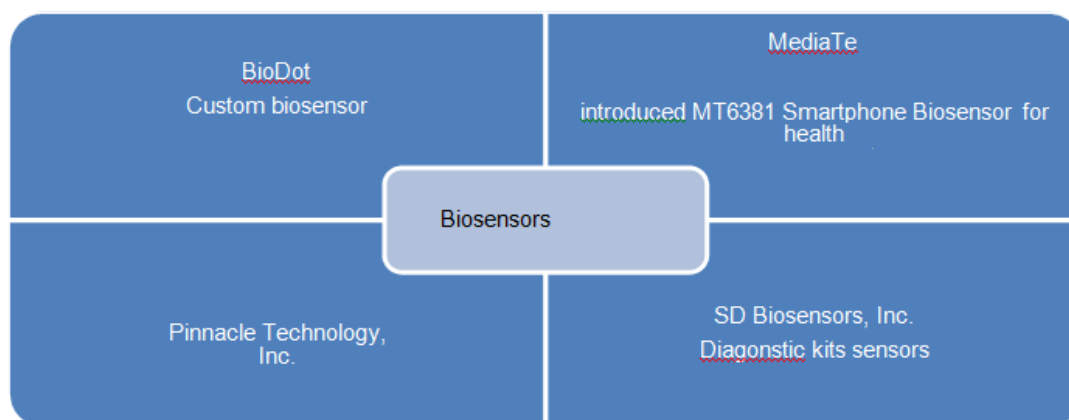 BioDot
Custom biosensor
MediaTe
introduced MT6381 Smartphone Biosensor for
health
Biosensors
Pinnacle Technology,
Inc.
SD Biosensors, Inc.
Diagonstic kits sensors